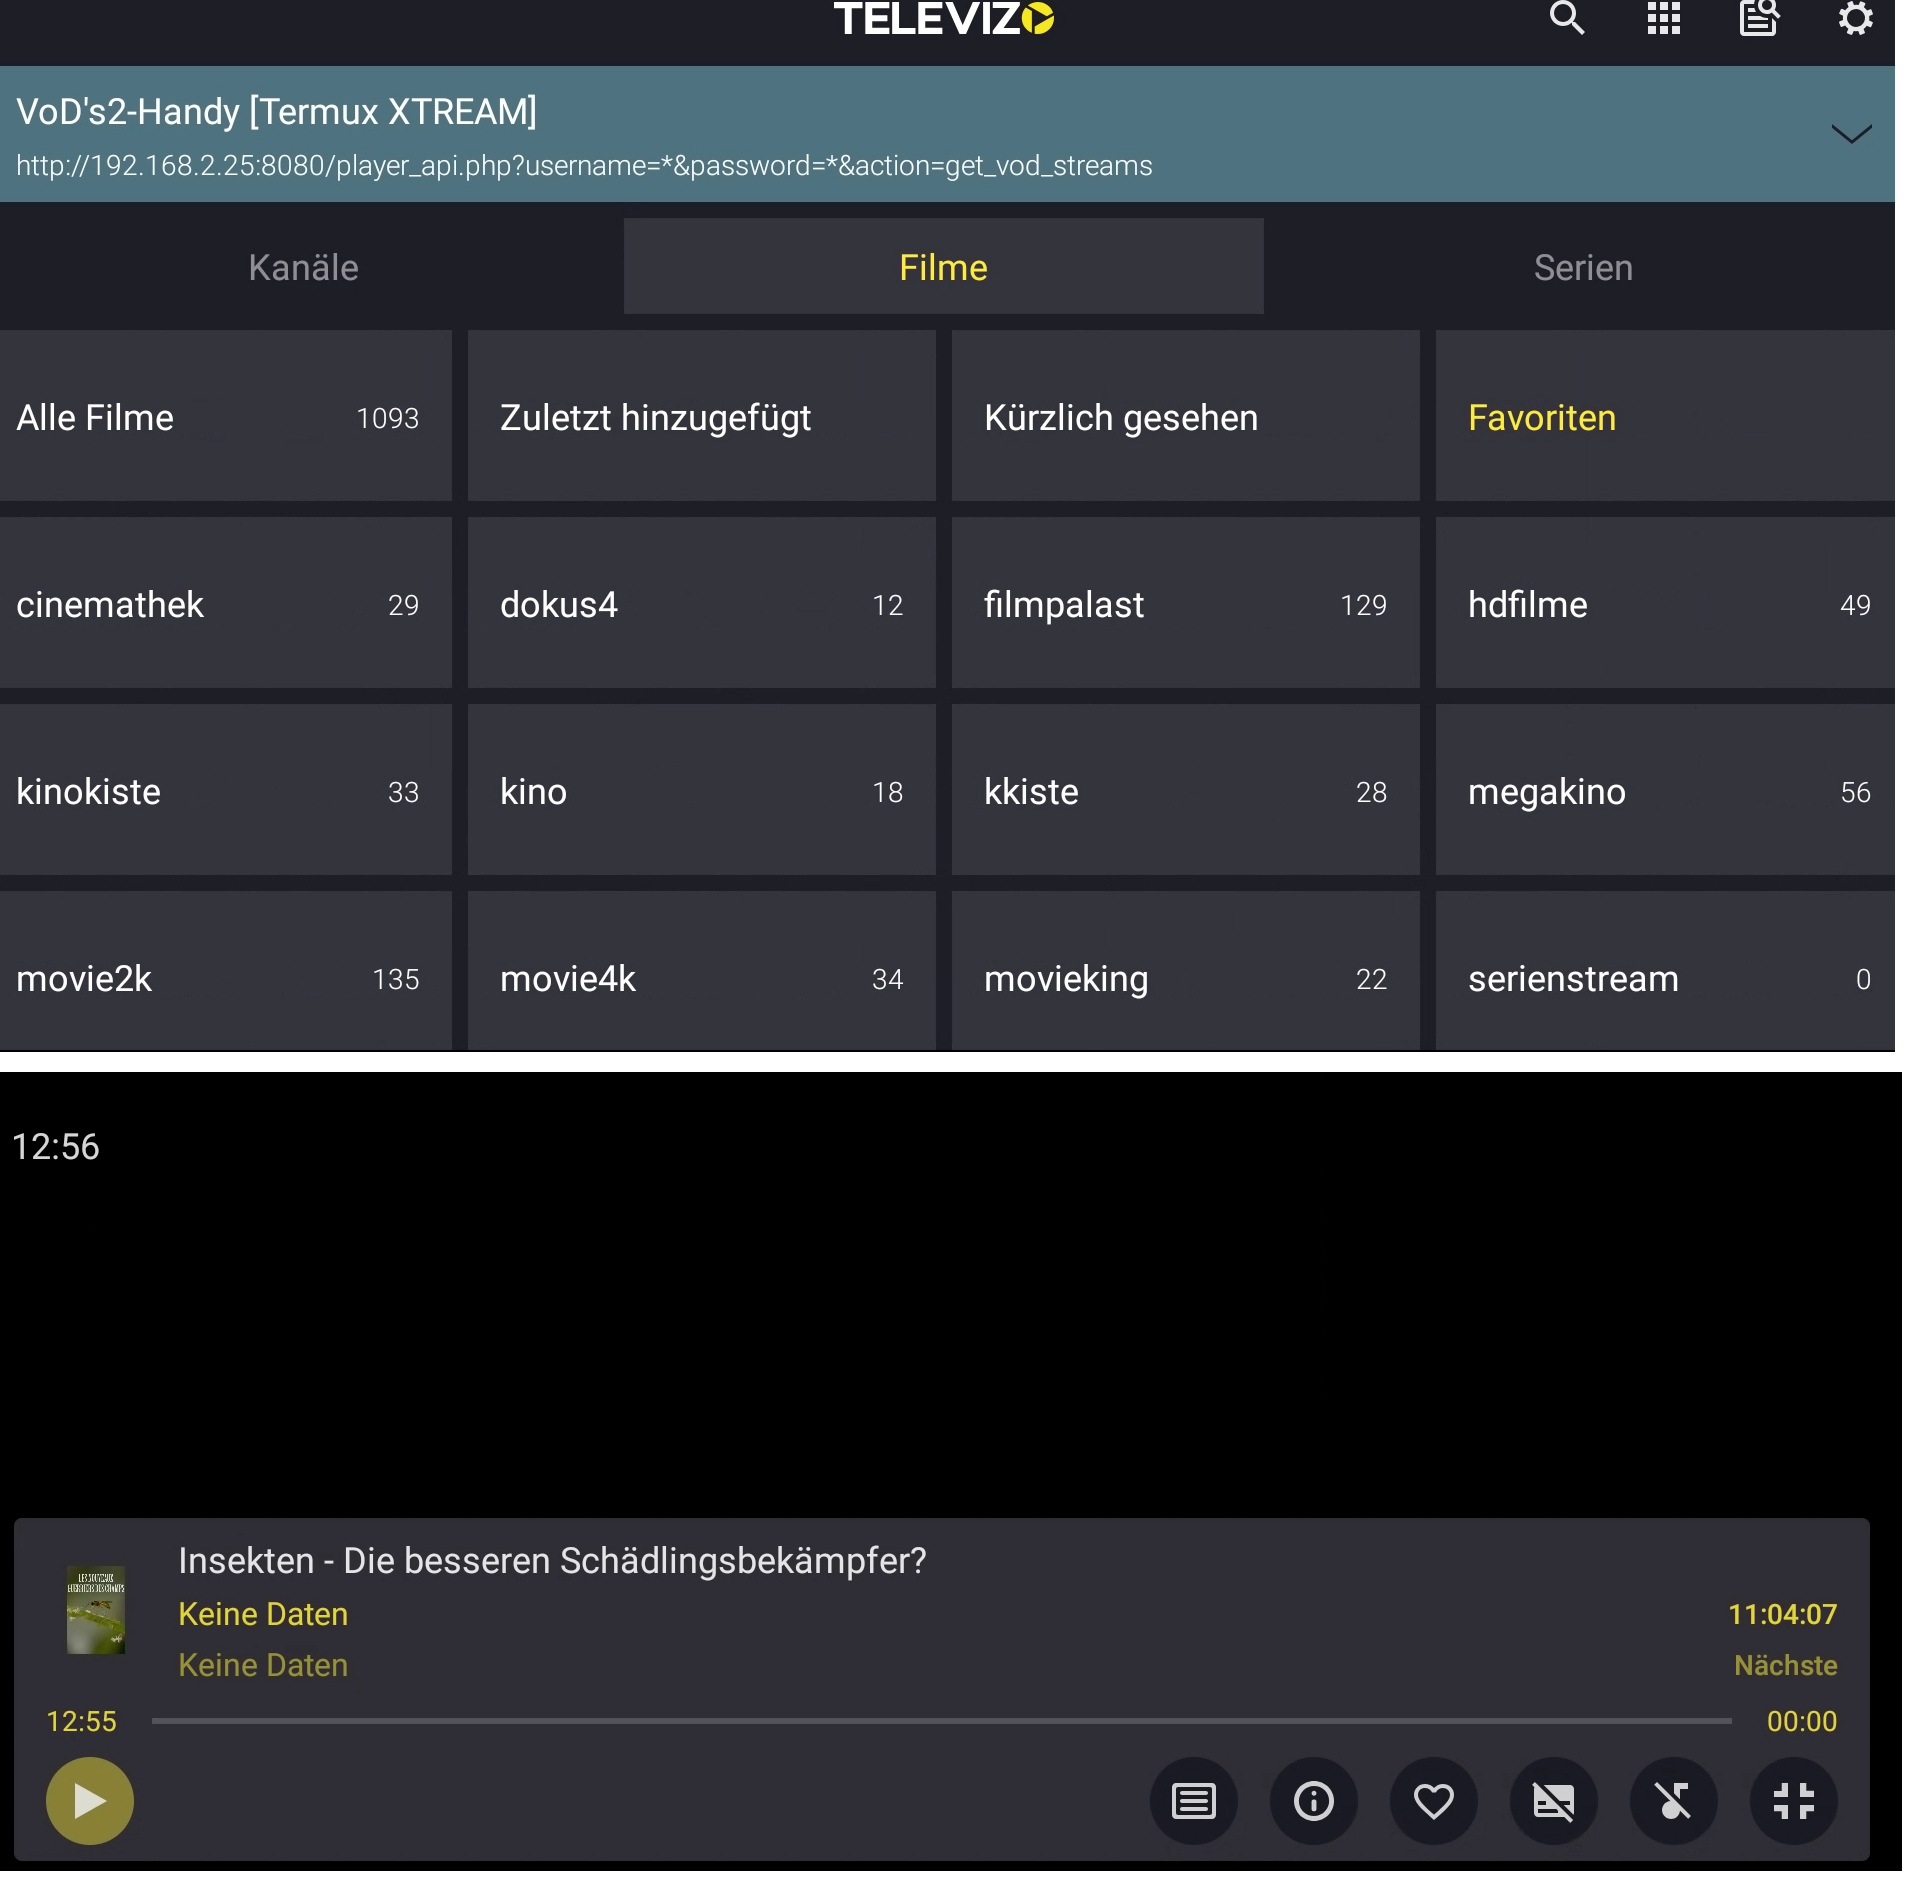 TELEVIZO
VoD's2-Handy [Termux XTREAM]
http://192.168.2.25:8080/player_api.php?username=*&password=*&action=get_vod_streams
Kanäle Filme Serien
Alle Filme 1093 Zuletzt hinzugefügt Kürzlich gesehen Favoriten
cinemathek 29 dokus4 12 filmpalast 129 hdfilme 49
kinokiste 33 kino 18 kkiste 28 megakino 56
movie2k 135 movie4k 34 movieking 22 serienstream 0
12:56
Insekten - Die besseren Schädlingsbekämpfer?
Keine Daten 11:04:07
Keine Daten Nächste
12:55 00:00